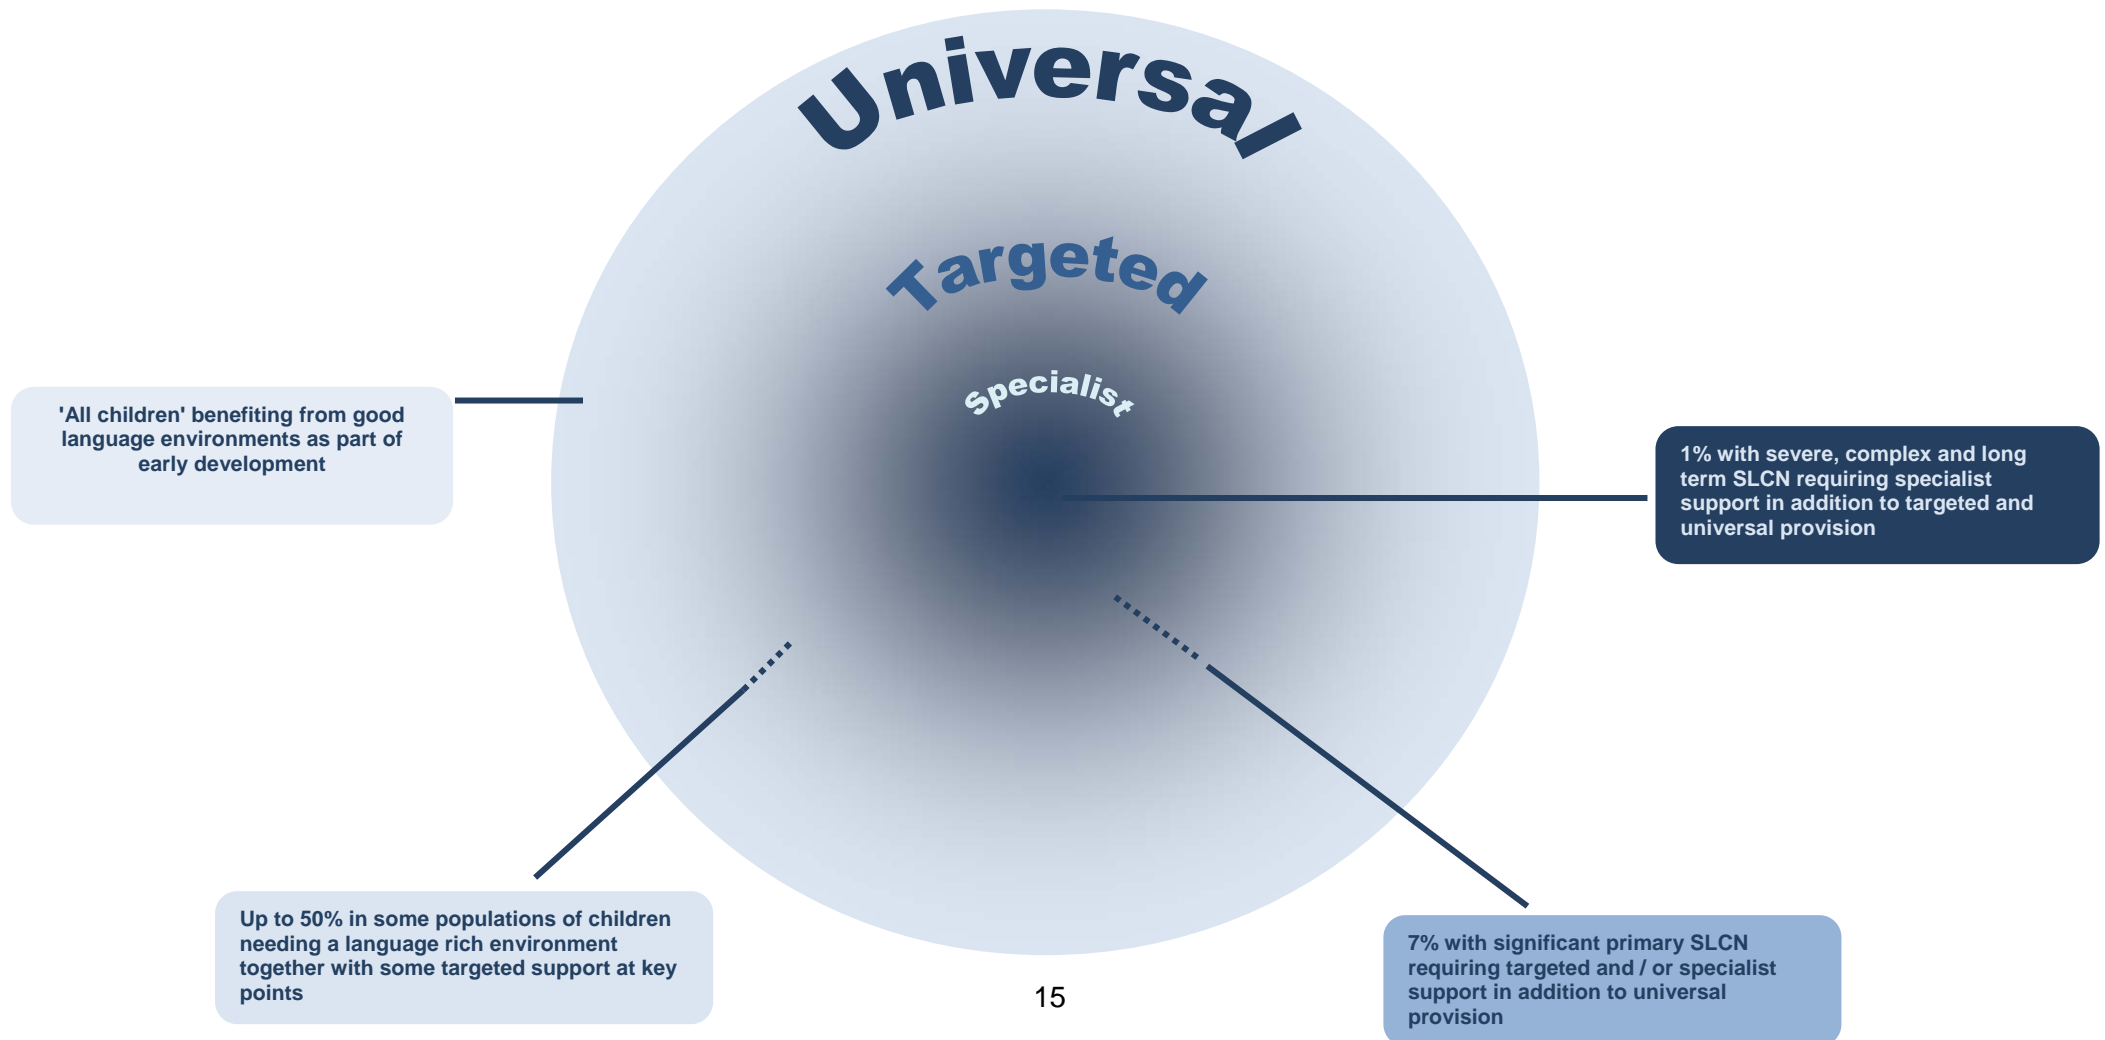 Universal
Targeted
Specialist
'All children' benefiting from good
language environments as part of
early development
1% with severe, complex and long
term SLCN requiring specialist
support in addition to targeted and
universal provision
Up to 50% in some populations of children
needing a language rich environment
together with some targeted support at key
points
7% with significant primary SLCN
requiring targeted and / or specialist
support in addition to universal
provision
15